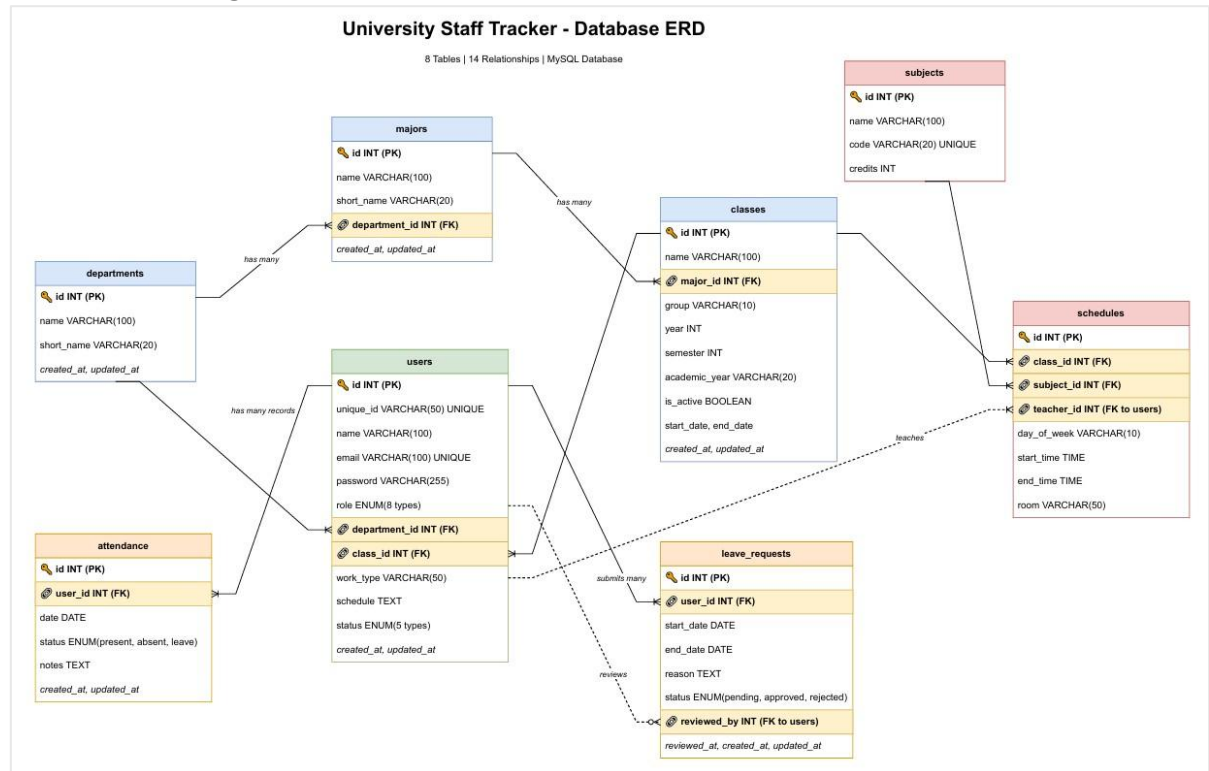 University Staff Tracker - Database ERD
8 Tables | 14 Relationships | MySQL Database
subjects
id INT (PK)
name VARCHAR(100)
code VARCHAR(20) UNIQUE
credits INT
majors
id INT (PK)
name VARCHAR(100)
short_name VARCHAR(20)
department_id INT (FK)
created_at, updated_at
has many
has many
classes
id INT (PK)
name VARCHAR(100)
major_id INT (FK)
group VARCHAR(10)
year INT
semester INT
academic_year VARCHAR(20)
is_active BOOLEAN
start_date, end_date
created_at, updated_at
departments
id INT (PK)
name VARCHAR(100)
short_name VARCHAR(20)
created_at, updated_at
schedules
id INT (PK)
class_id INT (FK)
subject_id INT (FK)
teacher_id INT (FK to users)
day_of_week VARCHAR(10)
start_time TIME
end_time TIME
room VARCHAR(50)
users
id INT (PK)
unique_id VARCHAR(50) UNIQUE
name VARCHAR(100)
email VARCHAR(100) UNIQUE
password VARCHAR(255)
role ENUM(8 types)
department_id INT (FK)
class_id INT (FK)
work_type VARCHAR(50)
schedule TEXT
status ENUM(5 types)
created_at, updated_at
has many records
teaches
attendance
id INT (PK)
user_id INT (FK)
date DATE
status ENUM(present, absent, leave)
notes TEXT
created_at, updated_at
submits many
reviews
leave_requests
id INT (PK)
user_id INT (FK)
start_date DATE
end_date DATE
reason TEXT
status ENUM(pending, approved, rejected)
reviewed_by INT (FK to users)
reviewed_at, created_at, updated_at